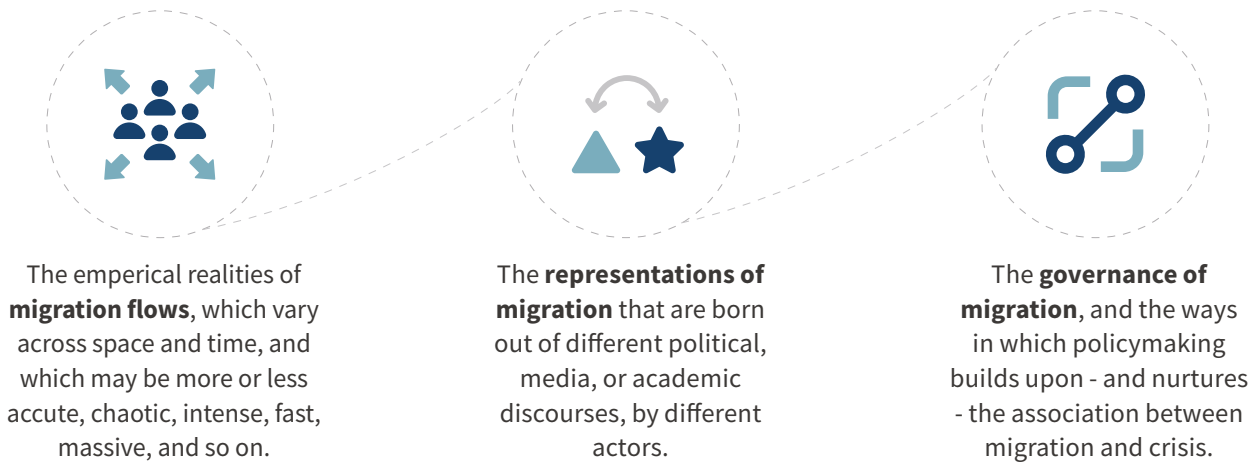 The emperical realities of
migration flows, which vary
across space and time, and
which may be more or less
accute, chaotic, intense, fast,
massive, and so on.
The representations of
migration that are born
out of different political,
media, or academic
discourses, by different
actors.
The governance of
migration, and the ways
in which policymaking
builds upon - and nurtures
- the association between
migration and crisis.